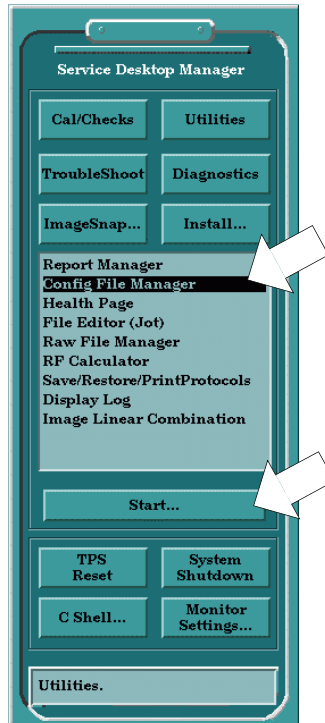 Service Desktop Manager
Cal/Checks
Utilities
TroubleShoot
Diagnostics
ImageSnap...
Install...
Report Manager
Config File Manager
Health Page
File Editor (Jot)
Raw File Manager
RF Calculator
Save/Restore/PrintProtocols
Display Log
Image Linear Combination
Start...
TPS
Reset
System
Shutdown
C Shell...
Monitor
Settings...
Utilities.